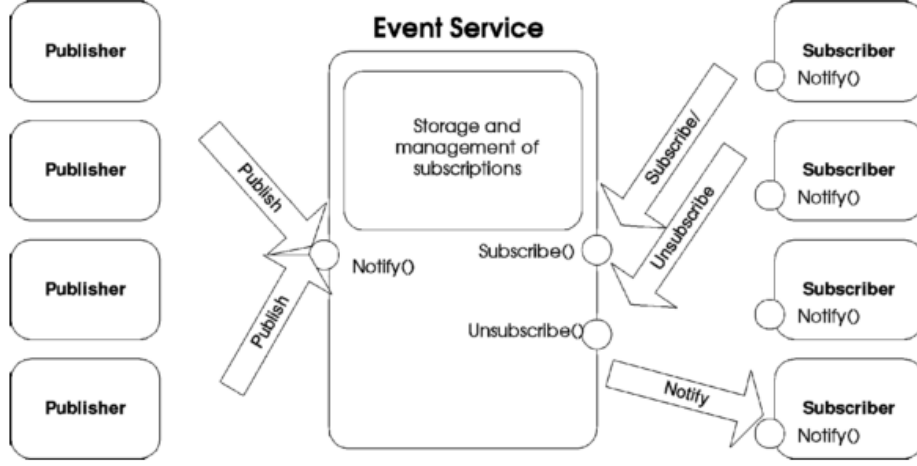 Event Service
Publisher
Publisher
Publisher
Publisher
Publish
Publish
Storage and
management of
subscriptions
Notify()
Subscribe()
Unsubscribe()
Subscribe/
Unsubscribe
Notify
Subscriber
Notify()
Subscriber
Notify()
Subscriber
Notify()
Subscriber
Notify()